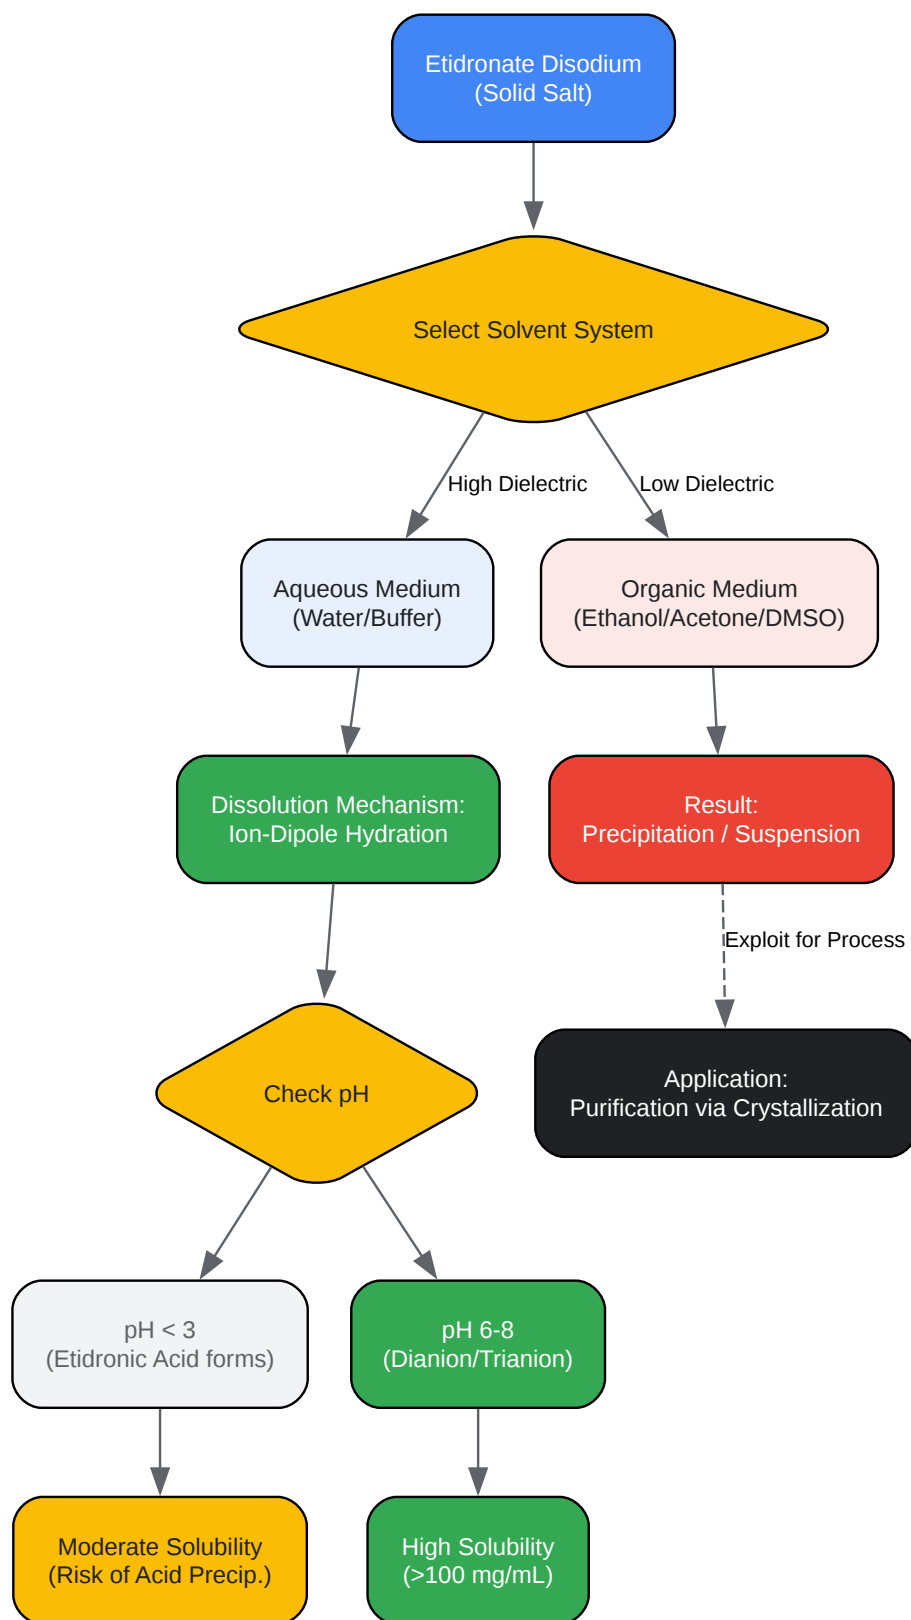 Etidronate Disodium
(Solid Salt)
Select Solvent System
High Dielectric
Low Dielectric
Aqueous Medium
(Water/Buffer)
Organic Medium
(Ethanol/Acetone/DMSO)
Dissolution Mechanism:
Ion-Dipole Hydration
Result:
Precipitation / Suspension
Exploit for Process
Check pH
Application:
Purification via Crystallization
pH < 3
(Etidronic Acid forms)
pH 6-8
(Dianion/Trianion)
Moderate Solubility
(Risk of Acid Precip.)
High Solubility
(>100 mg/mL)